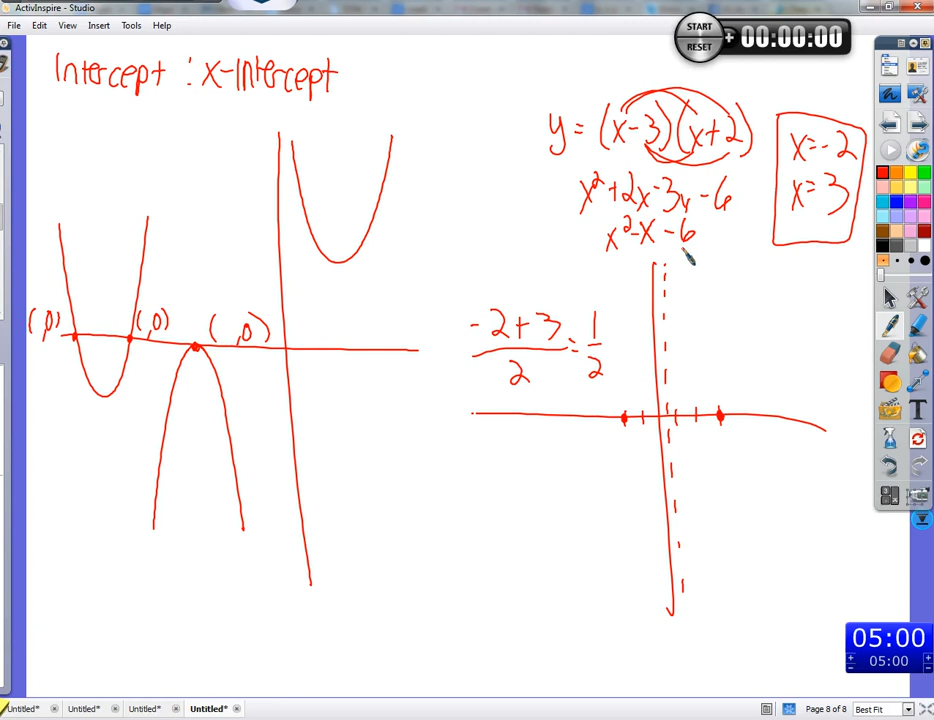 ActivInspire - Studio
File Edit View Insert Tools Help
START
RESET
00:00:00
Intercept : x-Intercept
y = (x-3)(x+2)
x=-2
x=3
x²+2x-3x-6
x²-x-6
(,0) (,0) ( ,0)
-2+3/2 = 1/2
05:00
05:00
Untitled* Untitled* Untitled* Untitled*
Page 8 of 8 Best Fit